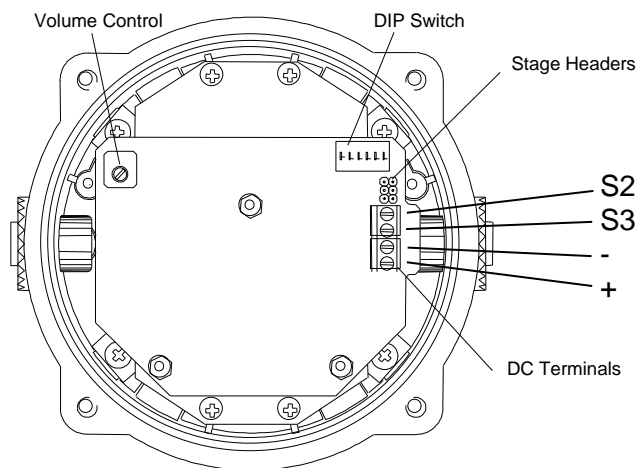 Volume Control
DIP Switch
Stage Headers
S2
S3
-
+
DC Terminals